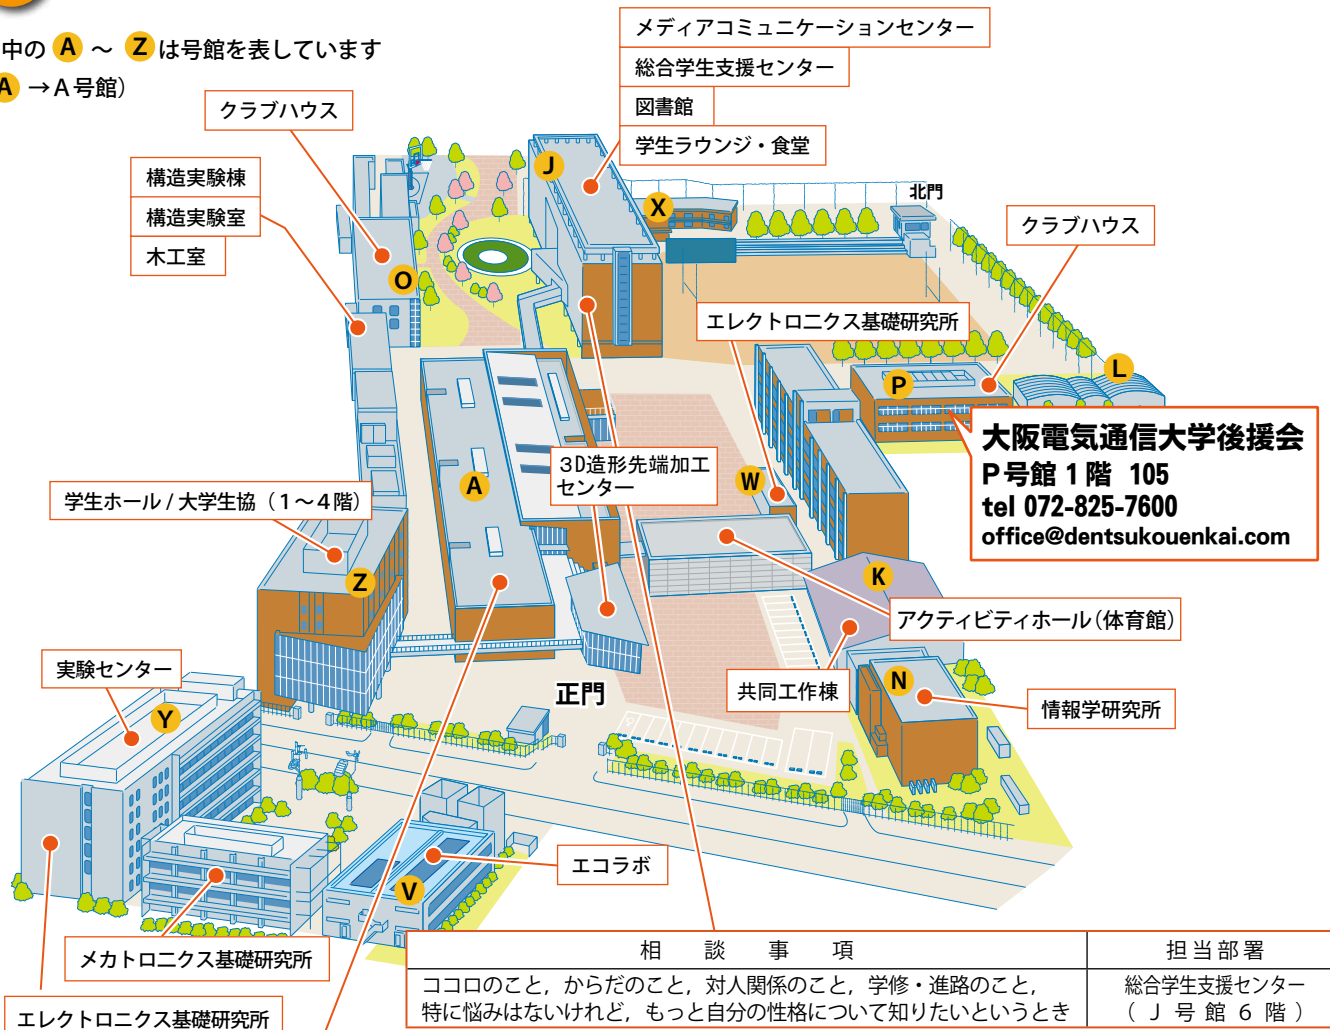 中の A ～ Z は号館を表しています
A →A号館）
メディアコミュニケーションセンター
総合学生支援センター
図書館
学生ラウンジ・食堂
クラブハウス
構造実験棟
構造実験室
木工室
J
X
北門
クラブハウス
O
エレクトロニクス基礎研究所
P
L
大阪電気通信大学後援会
P号館 1階 105
tel 072-825-7600
office@dentsukouenkai.com
3D造形先端加工
センター
A
W
学生ホール / 大学生協（1～4階）
Z
K
アクティビティホール（体育館）
共同工作棟
N
情報学研究所
正門
実験センター
Y
エコラボ
V
メカトロニクス基礎研究所
エレクトロニクス基礎研究所
相談事項 担当部署
ココロのこと，からだのこと，対人関係のこと，学修・進路のこと，
特に悩みはないけれど，もっと自分の性格について知りたいというとき
総合学生支援センター
（J号館6階）